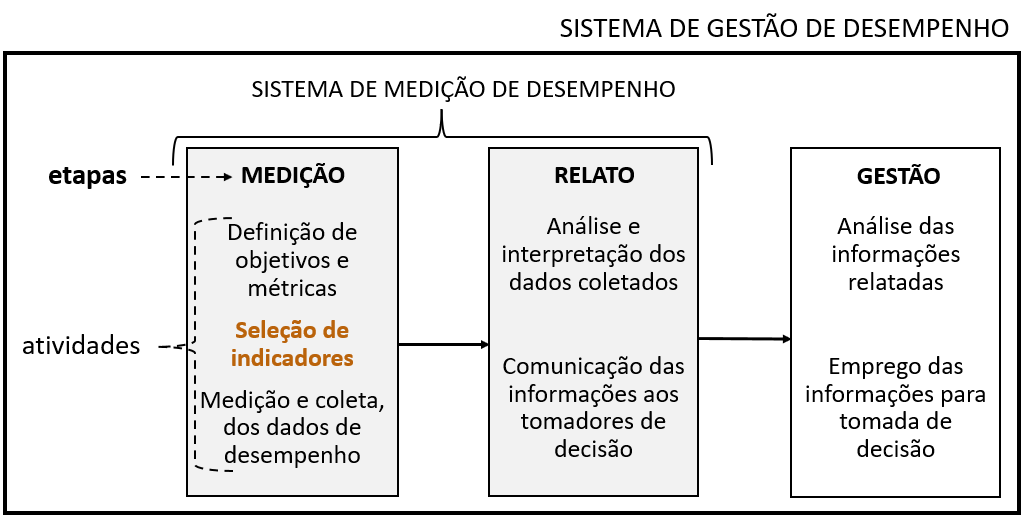 SISTEMA DE GESTÃO DE DESEMPENHO
SISTEMA DE MEDIÇÃO DE DESEMPENHO
etapas
MEDIÇÃO
Definição de
objetivos e
métricas
Seleção de
indicadores
Medição e coleta,
dos dados de
desempenho
atividades
RELATO
Análise e
interpretação dos
dados coletados
Comunicação das
informações aos
tomadores de
decisão
GESTÃO
Análise das
informações
relatadas
Emprego das
informações para
tomada de
decisão